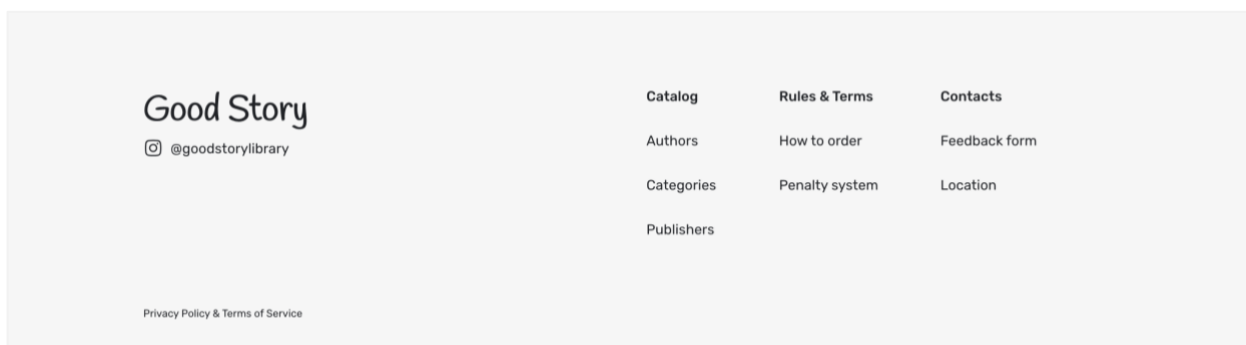 Good Story
@goodstorylibrary
Catalog
Authors
Categories
Publishers
Rules & Terms
How to order
Penalty system
Contacts
Feedback form
Location
Privacy Policy & Terms of Service